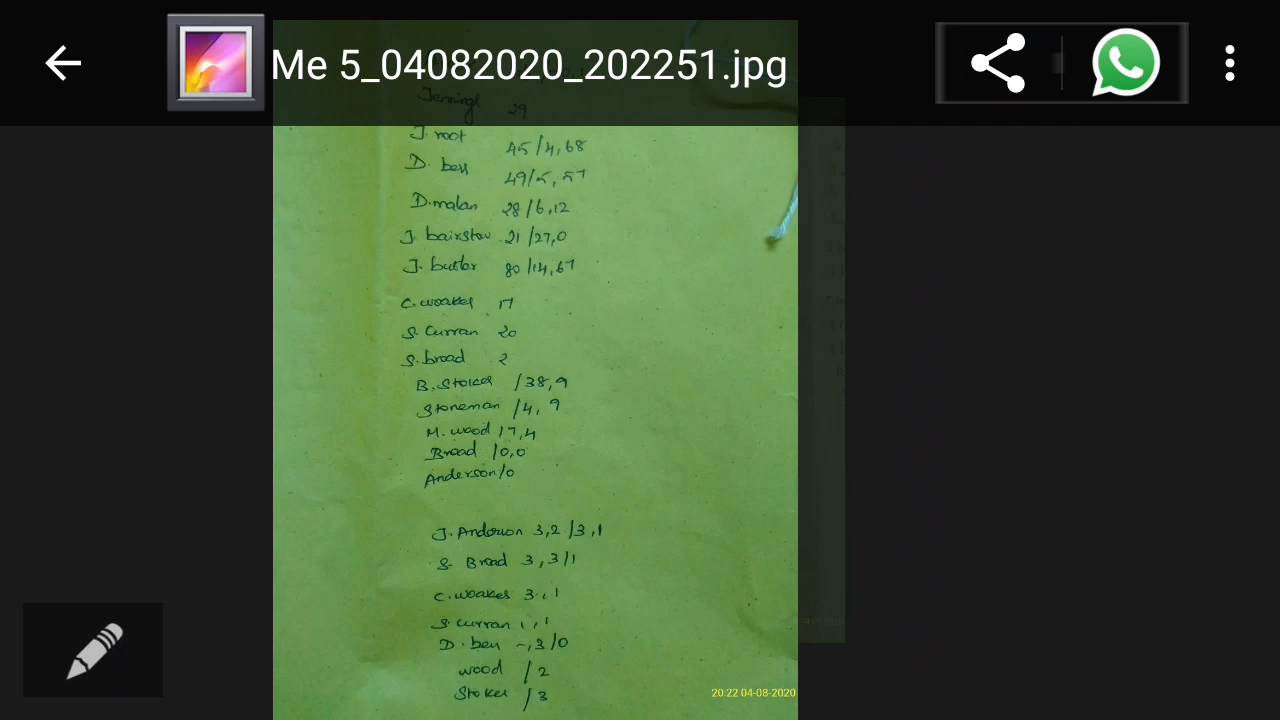 Me 5_04082020_202251.jpg
Jennings 29
J. root 45/4,68
D. bess 49/5,57
D. malan 28/6,12
J. bairstow 21/27,0
J. butler 80/14,67
C. woakes 17
S. Curran 20
S. broad 2
B. Stokes /38,9
Stoneman /4, 9
M. wood /7,4
Broad /0,0
Anderson/0
J. Anderson 3,2 /3,1
S. Broad 3,3/1
C. woakes 3,1
S. curran 1,1
D. bess -,3/0
wood /2
Stokes /3
20:22 04-08-2020